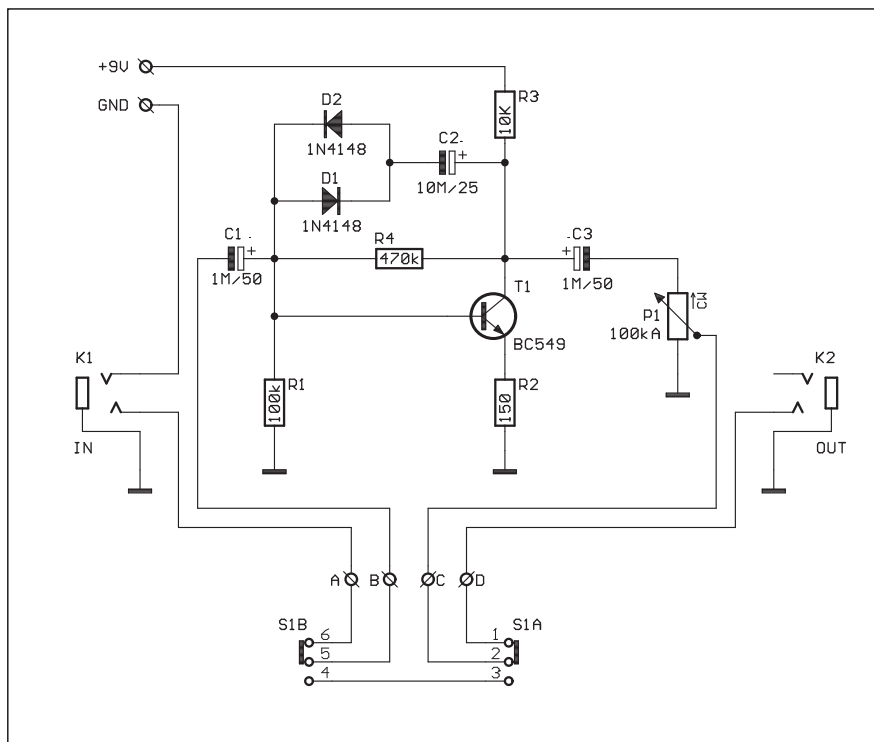 +9V
GND
D2
1N4148
D1
1N4148
C2
- +
10M/25
R3
10K
C1
- +
1M/50
R4
470k
C3
- +
1M/50
T1
BC549
P1
100kA
CW
K1
IN
R1
100k
R2
150
K2
OUT
A
B
C
D
S1B
6
5
4
S1A
1
2
3